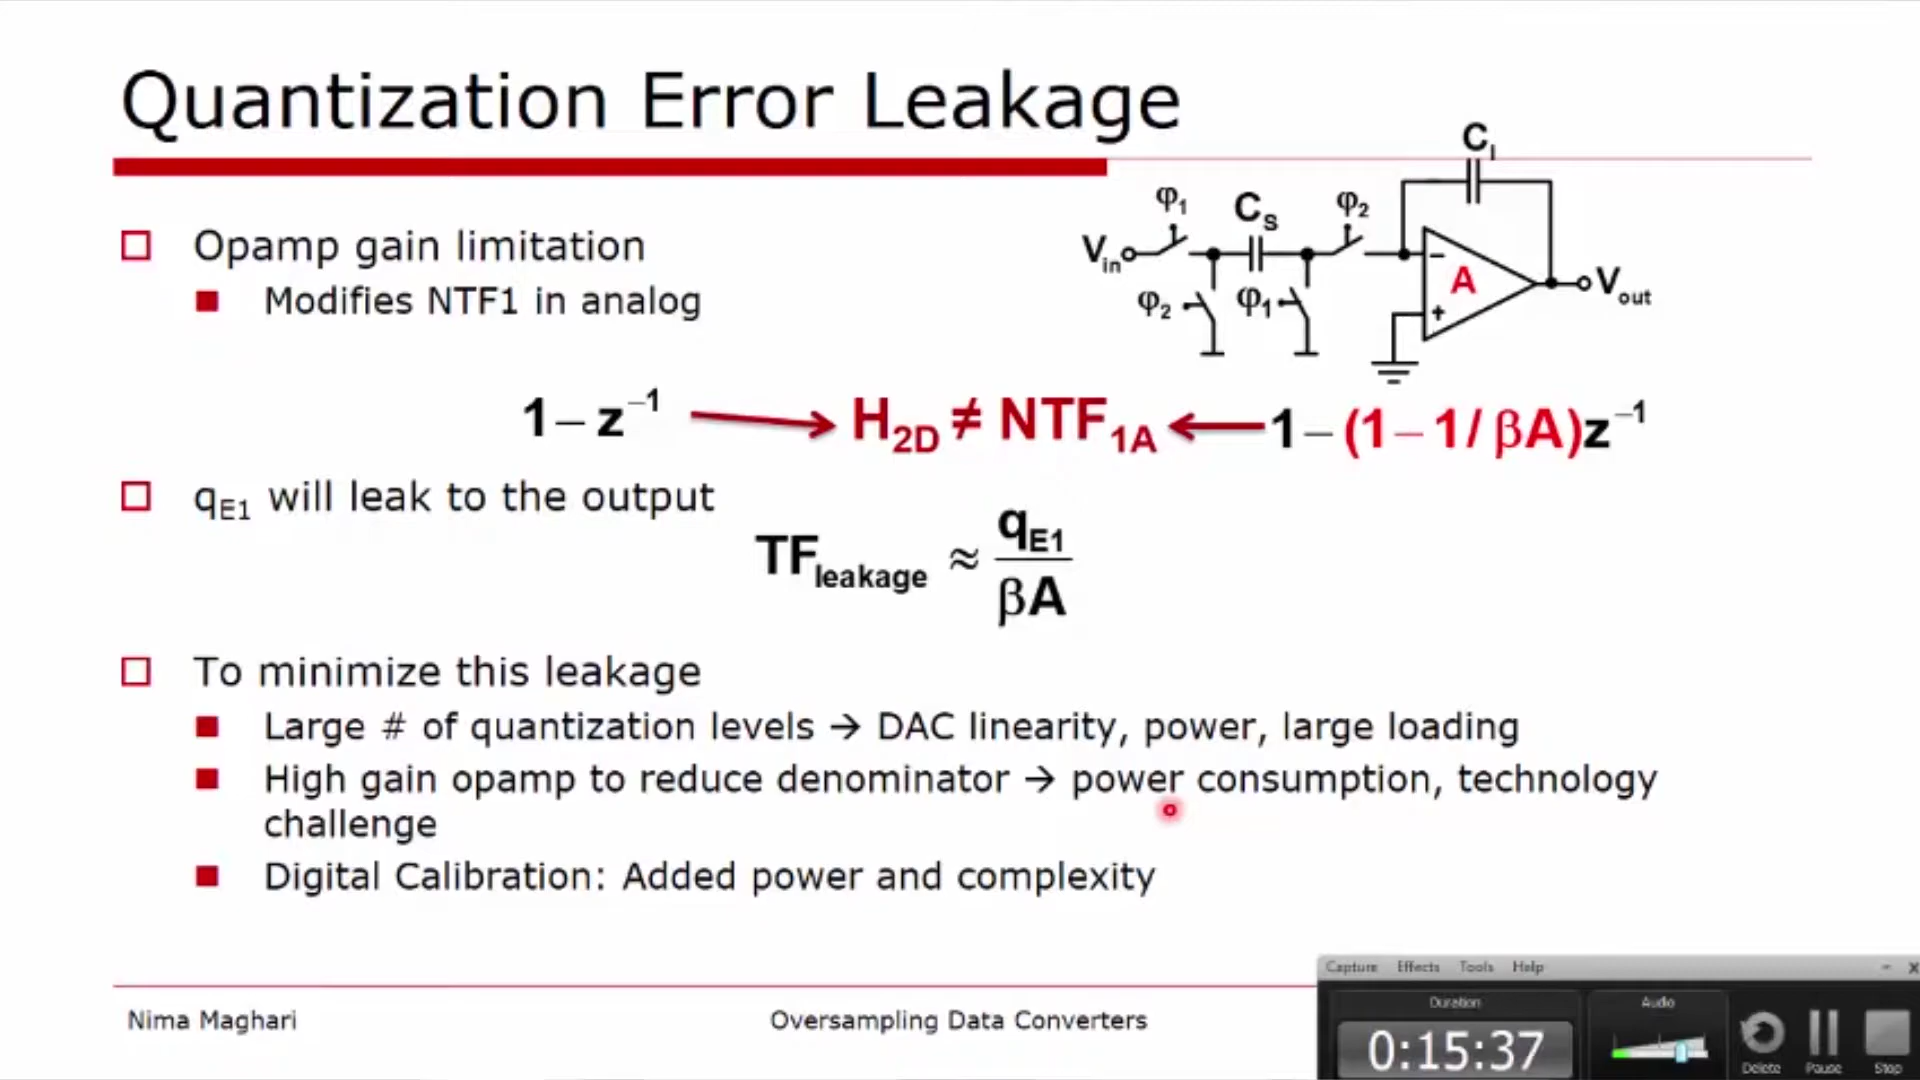 Quantization Error Leakage
C_I
φ1 C_S φ2
Opamp gain limitation
V_in A V_out
φ2 φ1 − +
Modifies NTF1 in analog
1−z⁻¹ → H_2D ≠ NTF_1A ← 1−(1−1/βA)z⁻¹
q_E1 will leak to the output
TF_leakage ≈ q_E1 / βA
To minimize this leakage
Large # of quantization levels → DAC linearity, power, large loading
High gain opamp to reduce denominator → power consumption, technology
challenge
Digital Calibration: Added power and complexity
Nima Maghari
Oversampling Data Converters
Capture Effects Tools Help
Duration Audio
0:15:37
Delete Pause Stop